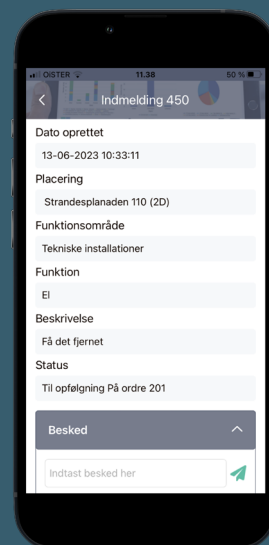 OiSTER 11.38 50 %
Indmelding 450
Dato oprettet
13-06-2023 10:33:11
Placering
Strandesplanaden 110 (2D)
Funktionsområde
Tekniske installationer
Funktion
El
Beskrivelse
Få det fjernet
Status
Til opfølgning På ordre 201
Besked
Indtast besked her